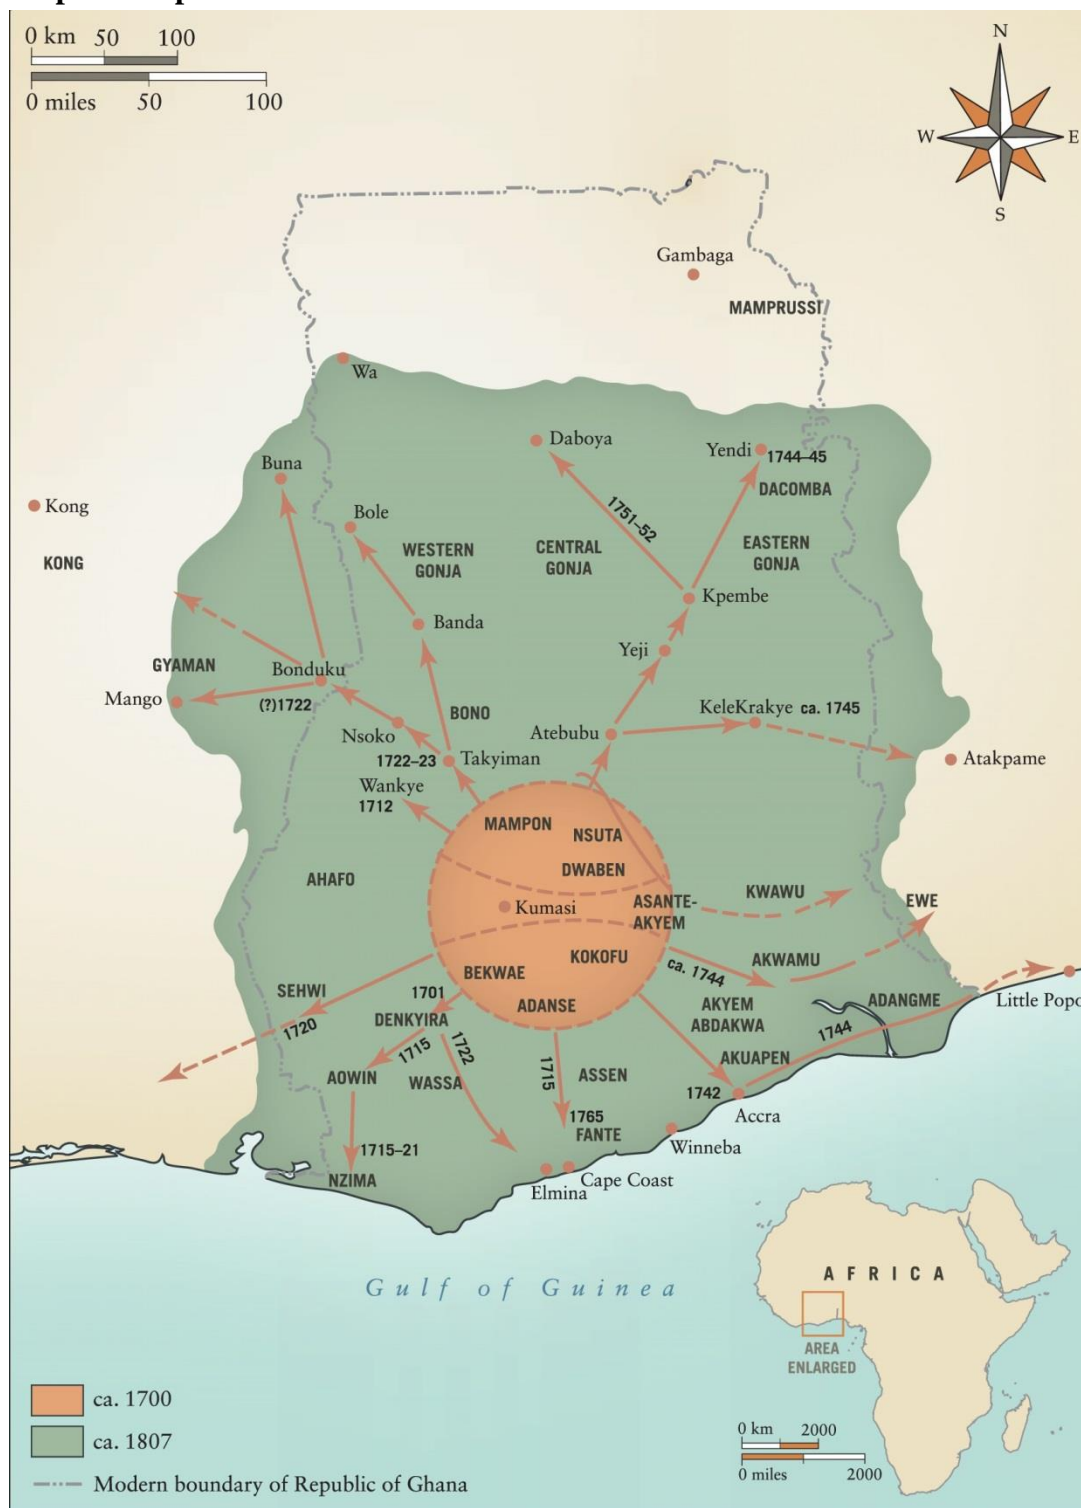 0 km 50 100
0 miles 50 100
N
W E
S
Gambaga
MAMPRUSSI
Wa
Daboya
Yendi
1744–45
DACOMBA
Buna
Kong
KONG
Bole
WESTERN
GONJA
CENTRAL
GONJA
1751–52
EASTERN
GONJA
Kpembe
Banda
Yeji
GYAMAN
Bonduku
Mango
(?)1722
BONO
Nsoko
KeleKrakye ca. 1745
Atebubu
1722–23
Takyiman
Atakpame
Wankye
1712
MAMPON
NSUTA
DWABEN
AHAFO
Kumasi
ASANTE-
AKYEM
KWAWU
EWE
KOKOFU
AKWAMU
BEKWAE
ca. 1744
SEHWI
1701
ADANSE
AKYEM
ABDAKWA
ADANGME
Little Popo
DENKYIRA
1720
1715
1722
1744
AOWIN
WASSA
1715
ASSEN
AKUAPEN
1742
Accra
1765
FANTE
Winneba
1715–21
NZIMA
Elmina
Cape Coast
Gulf of Guinea
AFRICA
AREA
ENLARGED
ca. 1700
ca. 1807
Modern boundary of Republic of Ghana
0 km 2000
0 miles 2000